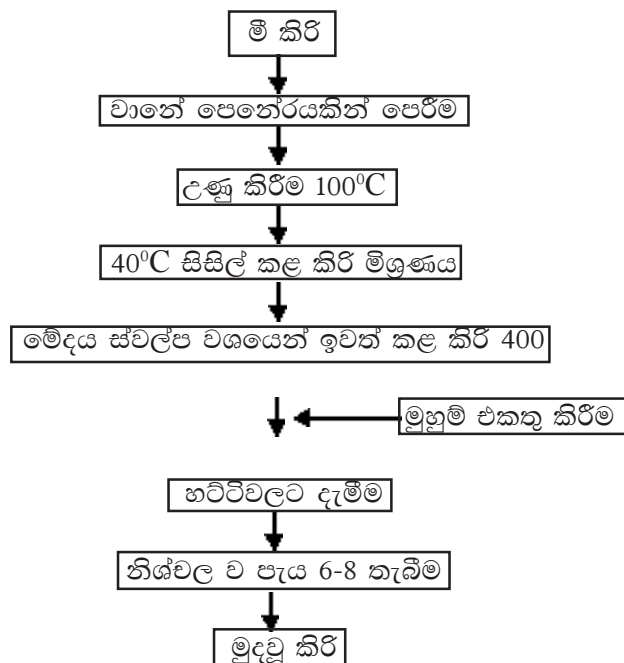 මී කිරි
වානේ පෙනේරයකින් පෙරීම
උණු කිරීම 100⁰C
40⁰C සිසිල් කළ කිරි මිශ්‍රණය
මේදය ස්වල්ප වශයෙන් ඉවත් කළ කිරි 400
මුහුම් එකතු කිරීම
හට්ටිවලට දැමීම
නිශ්චල ව පැය 6-8 තැබීම
මුදවූ කිරි